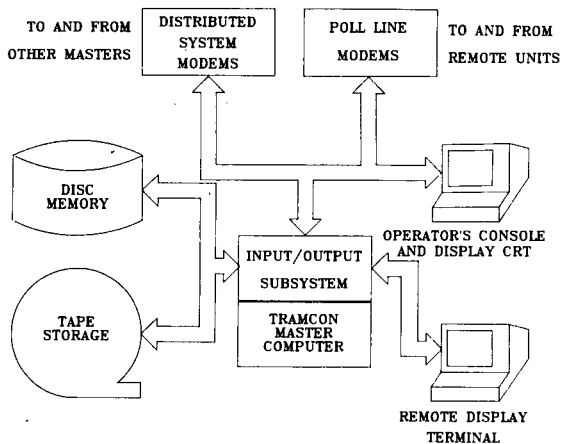 TO AND FROM
OTHER MASTERS
DISTRIBUTED
SYSTEM
MODEMS
POLL LINE
MODEMS
TO AND FROM
REMOTE UNITS
DISC
MEMORY
OPERATOR'S CONSOLE
AND DISPLAY CRT
INPUT/OUTPUT
SUBSYSTEM
TRAMCON
MASTER
COMPUTER
TAPE
STORAGE
REMOTE DISPLAY
TERMINAL